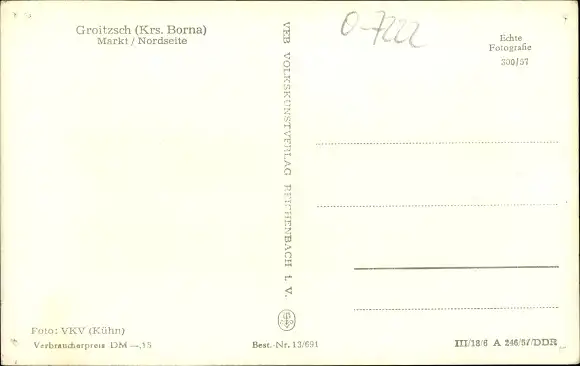 Groitzsch (Krs. Borna)
Markt / Nordseite
Foto: VKV (Kühn)
Verbraucherpreis DM —,15
VEB VOLKSKUNSTVERLAG REICHENBACH i. V.
Best.-Nr. 13/691
O-7222
Echte
Fotografie
300/57
III/18/6 A 246/57/DDR